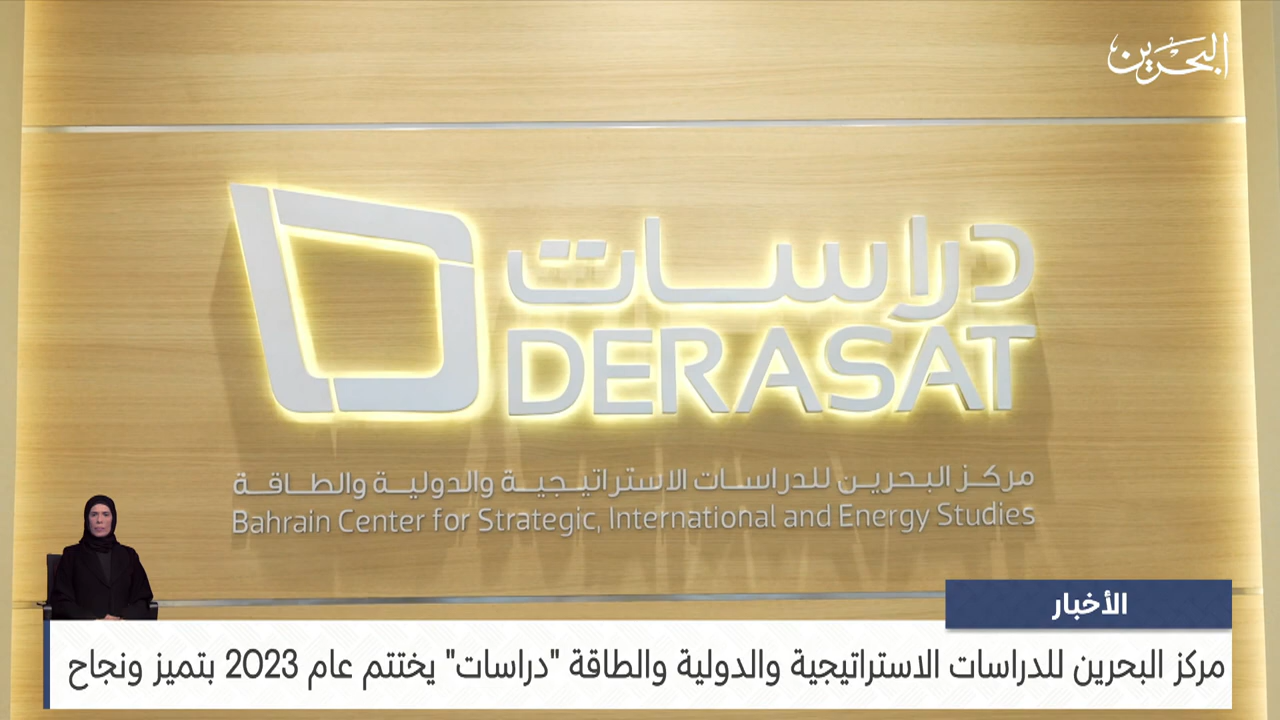 البحرين
دراسات
DERASAT
مركز البحرين للدراسات الاستراتيجية والدولية والطاقة
Bahrain Center for Strategic, International and Energy Studies
الأخبار
مركز البحرين للدراسات الاستراتيجية والدولية والطاقة "دراسات" يختتم عام 2023 بتميز ونجاح